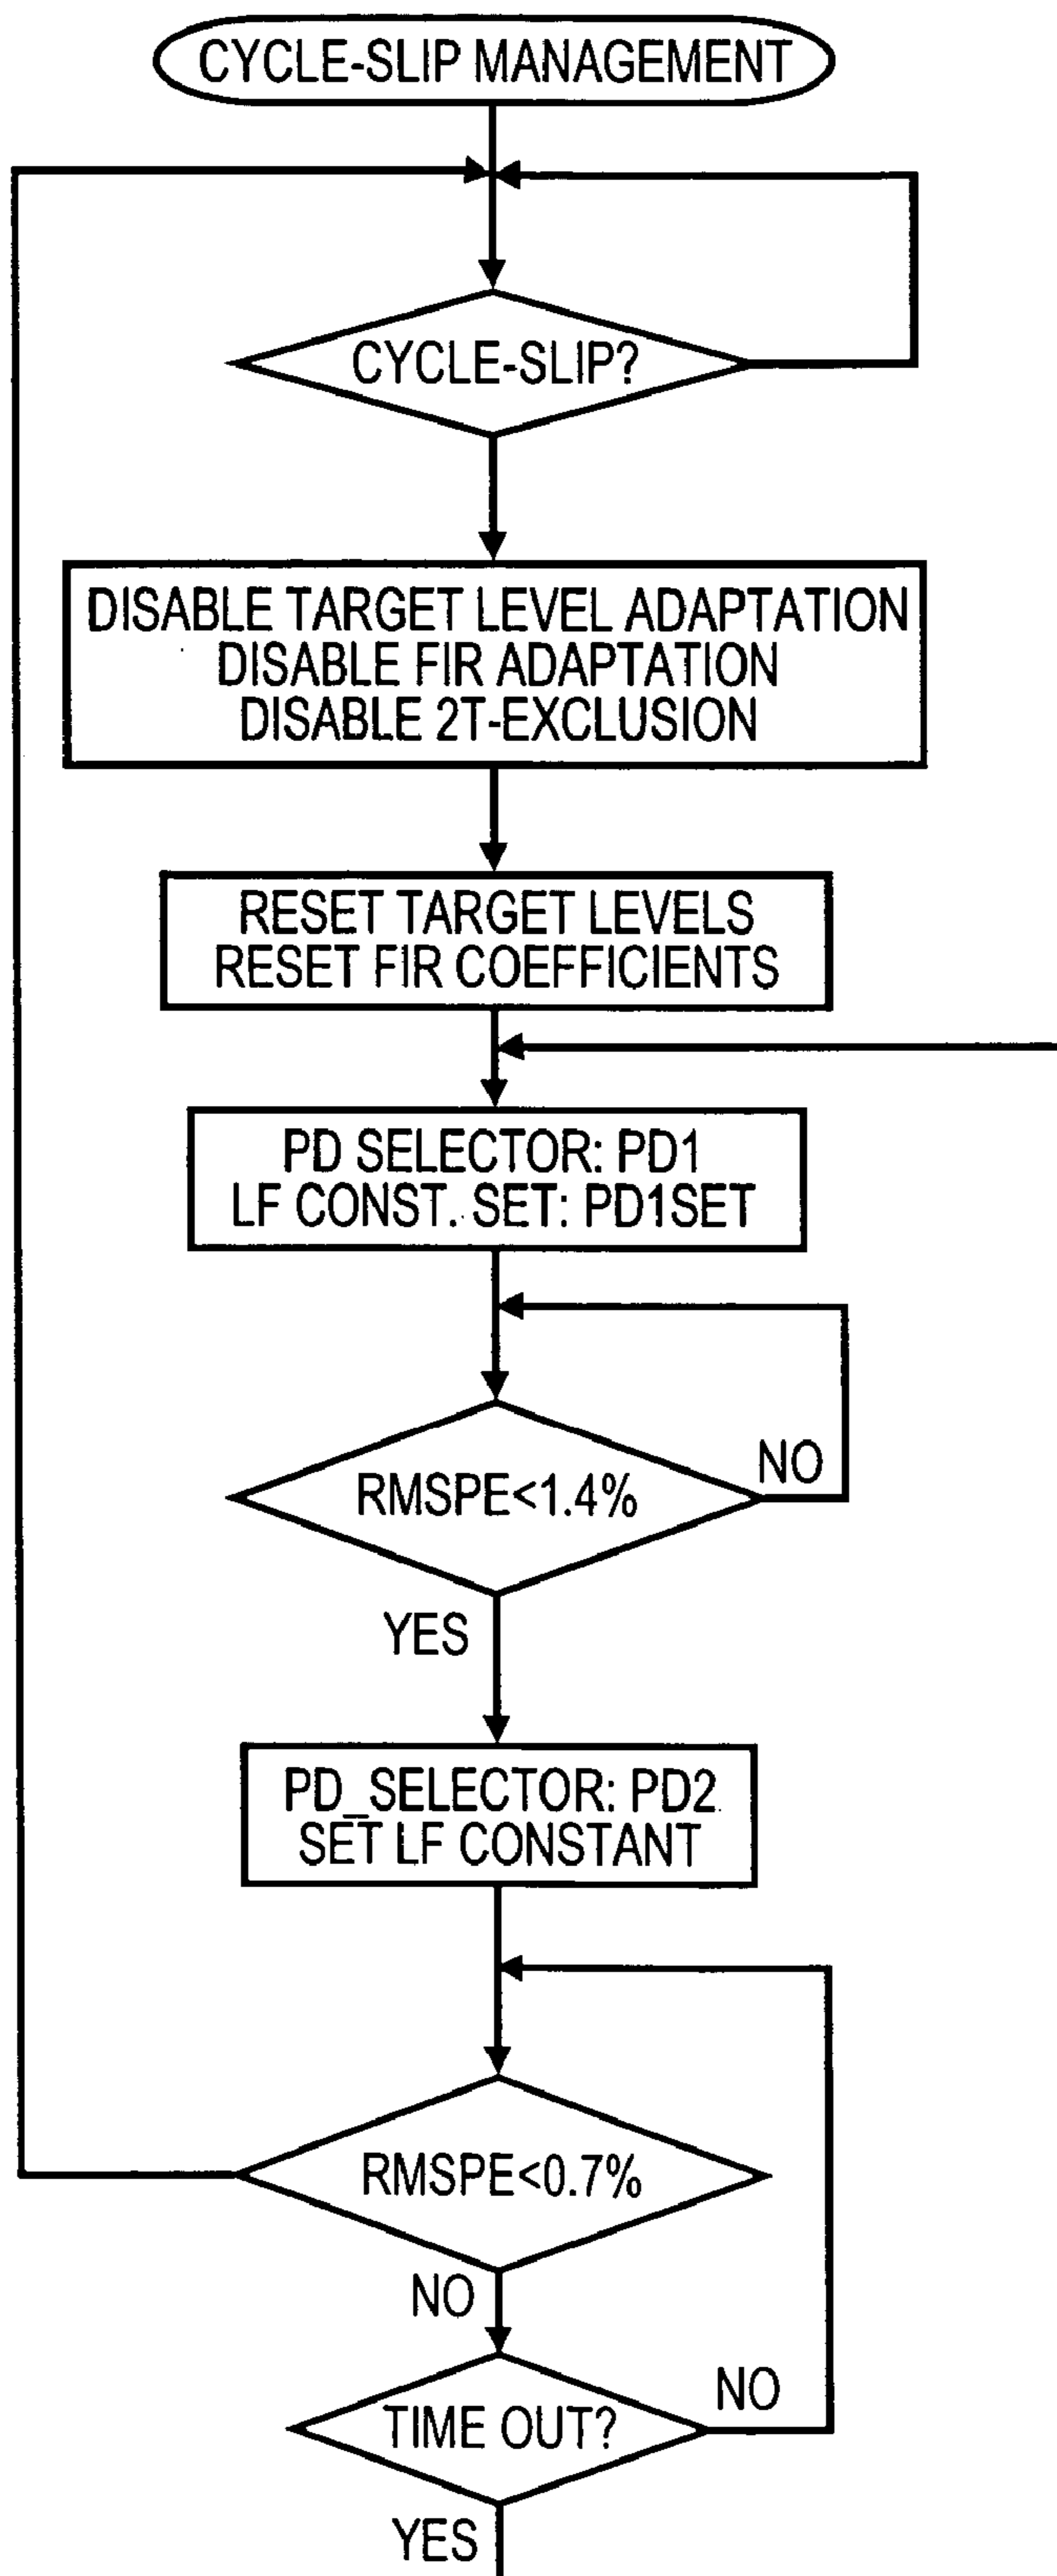 CYCLE-SLIP MANAGEMENT
CYCLE-SLIP?
DISABLE TARGET LEVEL ADAPTATION
DISABLE FIR ADAPTATION
DISABLE 2T-EXCLUSION
RESET TARGET LEVELS
RESET FIR COEFFICIENTS
PD SELECTOR: PD1
LF CONST. SET: PD1SET
RMSPE<1.4%
NO
YES
PD_SELECTOR: PD2
SET LF CONSTANT
RMSPE<0.7%
NO
TIME OUT?
NO
YES